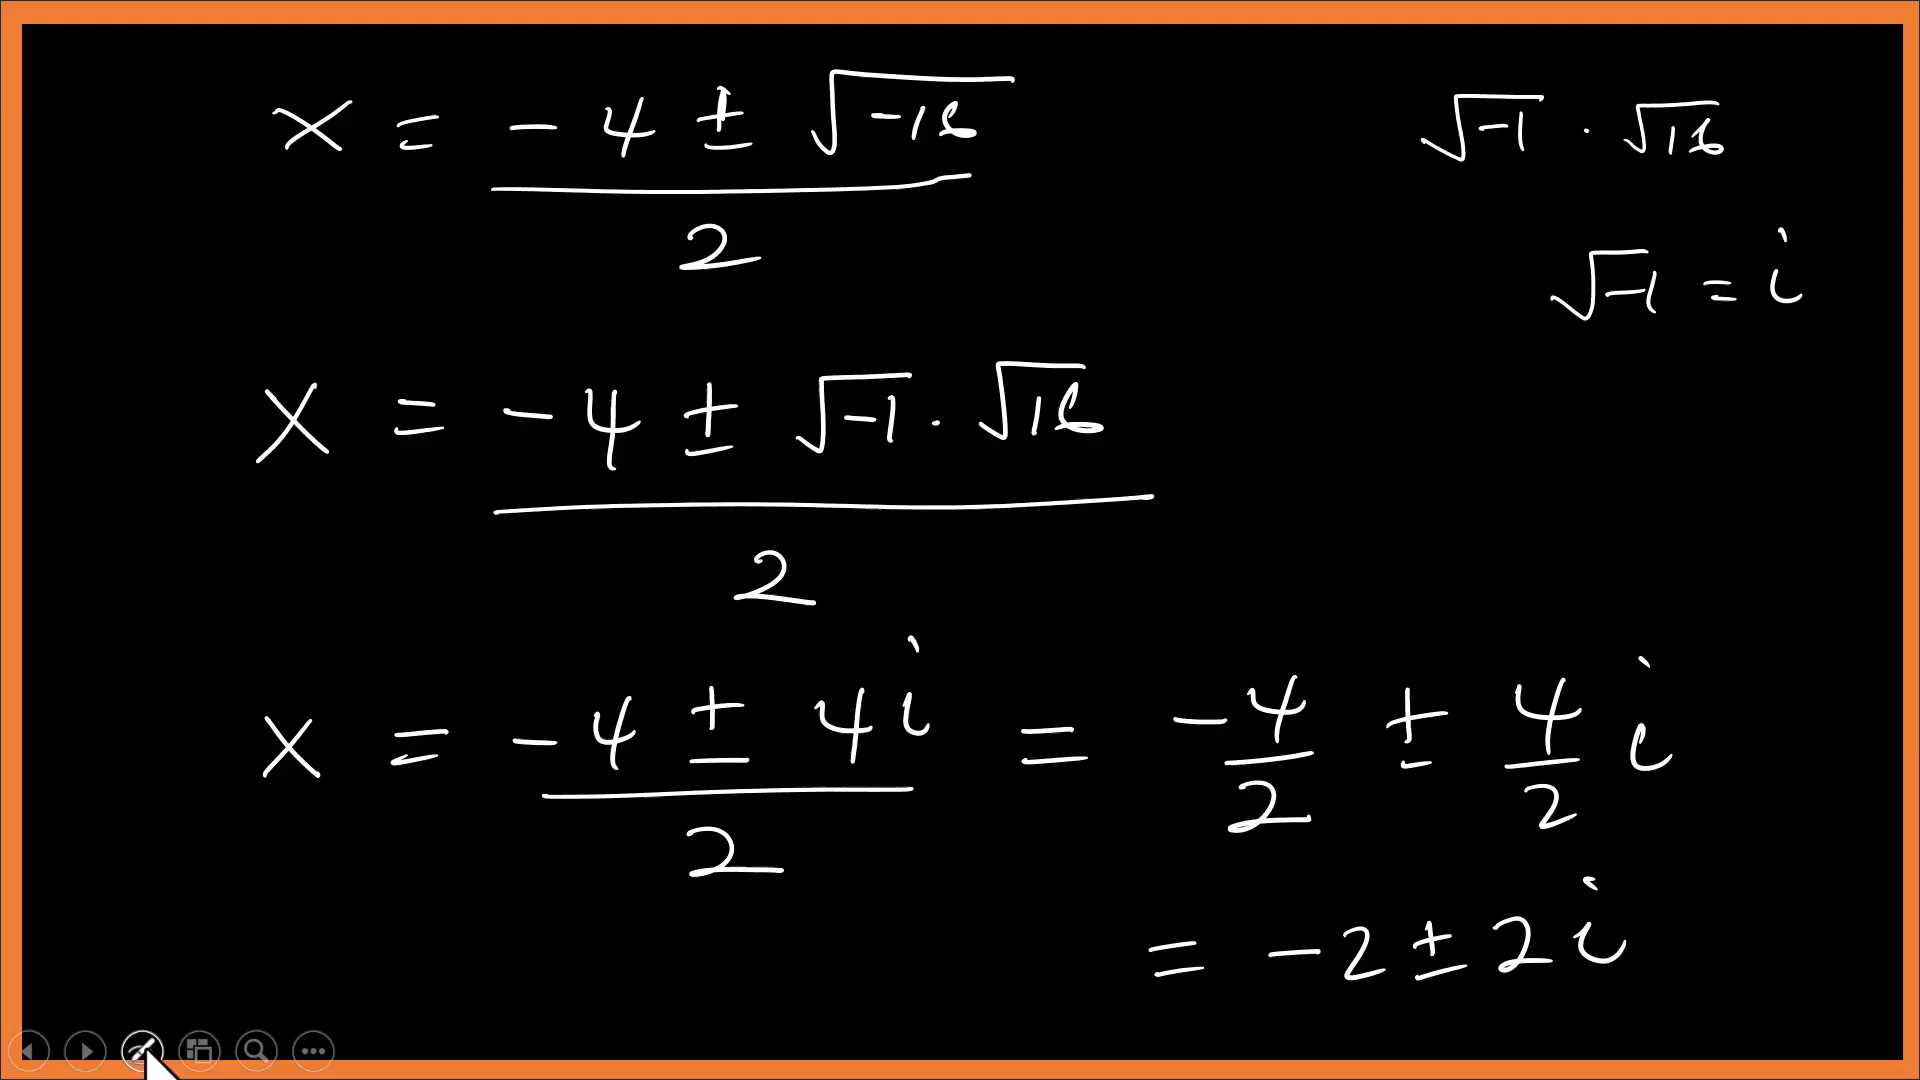 x = (-4 ± √-16) / 2
√-1 · √16
√-1 = i
x = (-4 ± √-1 · √16) / 2
x = (-4 ± 4i) / 2 = -4/2 ± 4/2 i
= -2 ± 2i